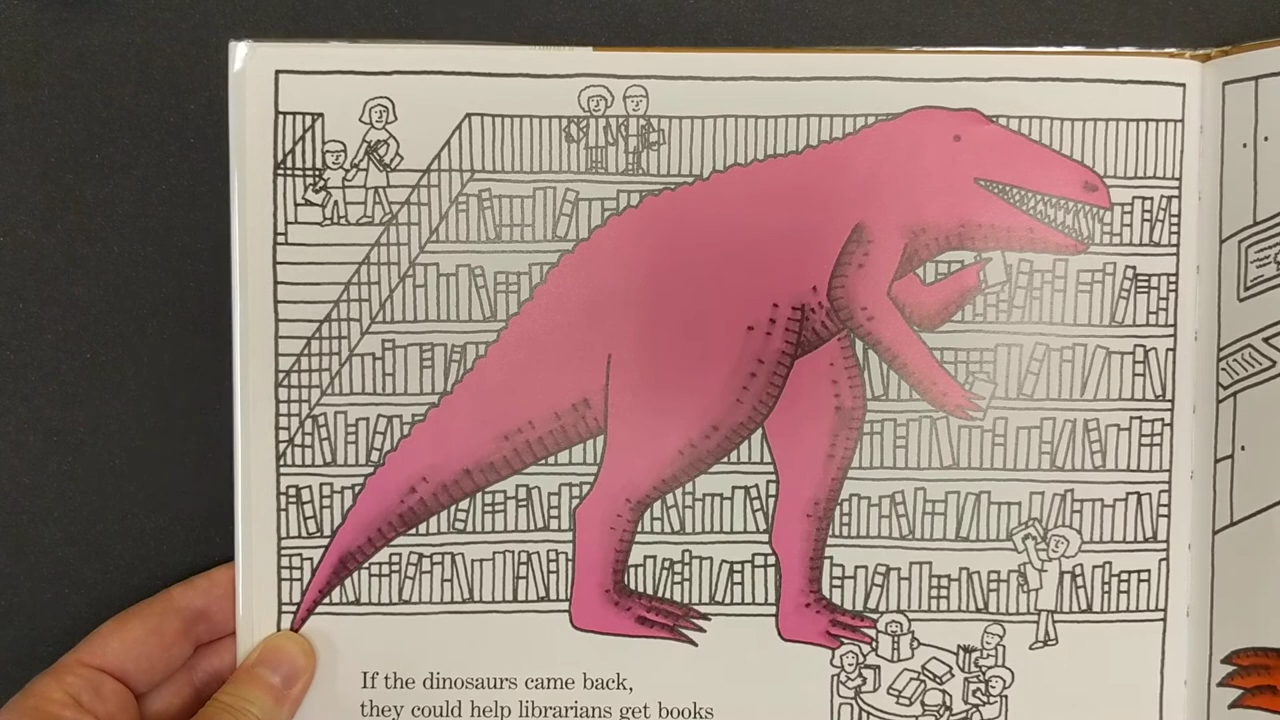 If the dinosaurs came back,
they could help librarians get books